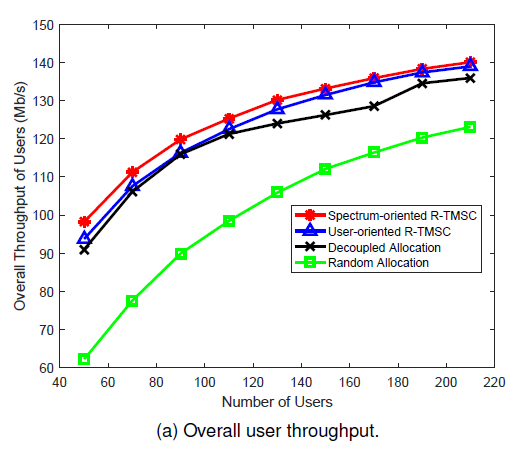 150
140
130
120
110
100
90
80
70
60
Overall Throughput of Users (Mb/s)
Spectrum-oriented R-TMSC
User-oriented R-TMSC
Decoupled Allocation
Random Allocation
40 60 80 100 120 140 160 180 200 220
Number of Users
(a) Overall user throughput.